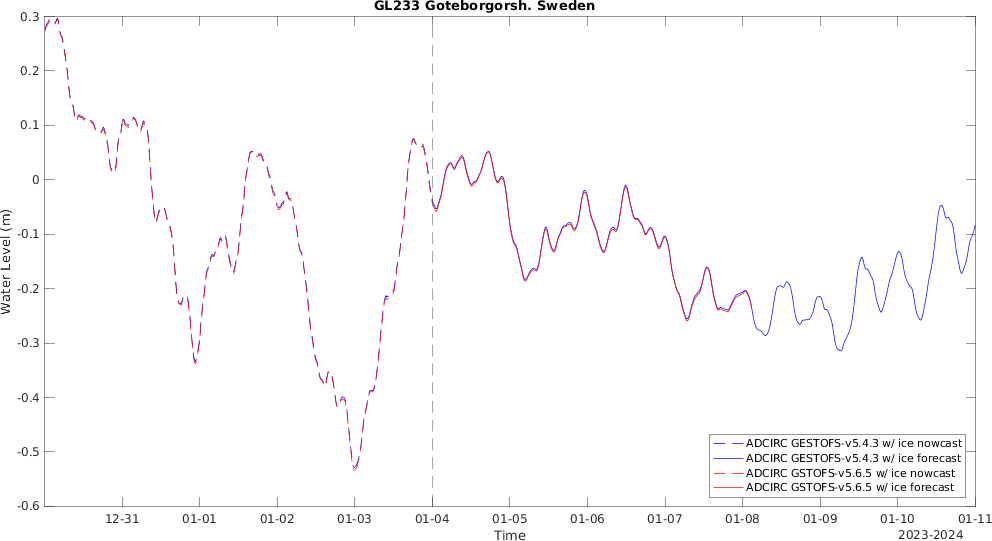 GL233 Goteborgorsh. Sweden
0.3
0.2
0.1
0
-0.1
-0.2
-0.3
-0.4
-0.5
-0.6
Water Level (m)
ADCIRC GESTOFS-v5.4.3 w/ ice nowcast
ADCIRC GESTOFS-v5.4.3 w/ ice forecast
ADCIRC GSTOFS-v5.6.5 w/ ice nowcast
ADCIRC GSTOFS-v5.6.5 w/ ice forecast
12-31 01-01 01-02 01-03 01-04 01-05 01-06 01-07 01-08 01-09 01-10 01-11
Time
2023-2024